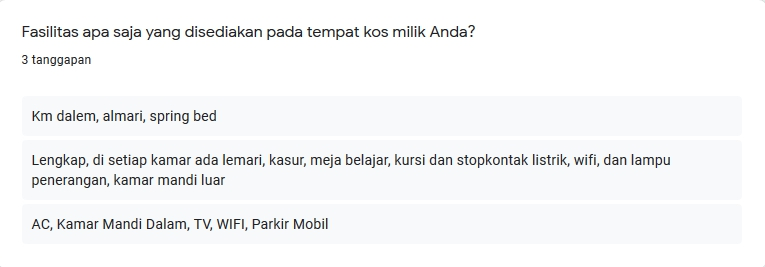 Fasilitas apa saja yang disediakan pada tempat kos milik Anda?
3 tanggapan
Km dalem, almari, spring bed
Lengkap, di setiap kamar ada lemari, kasur, meja belajar, kursi dan stopkontak listrik, wifi, dan lampu
penerangan, kamar mandi luar
AC, Kamar Mandi Dalam, TV, WIFI, Parkir Mobil